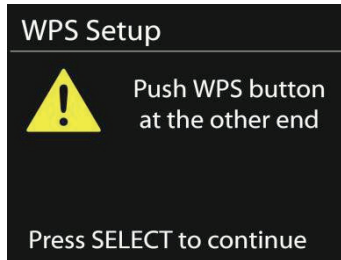 WPS Setup
Push WPS button
at the other end
Press SELECT to continue